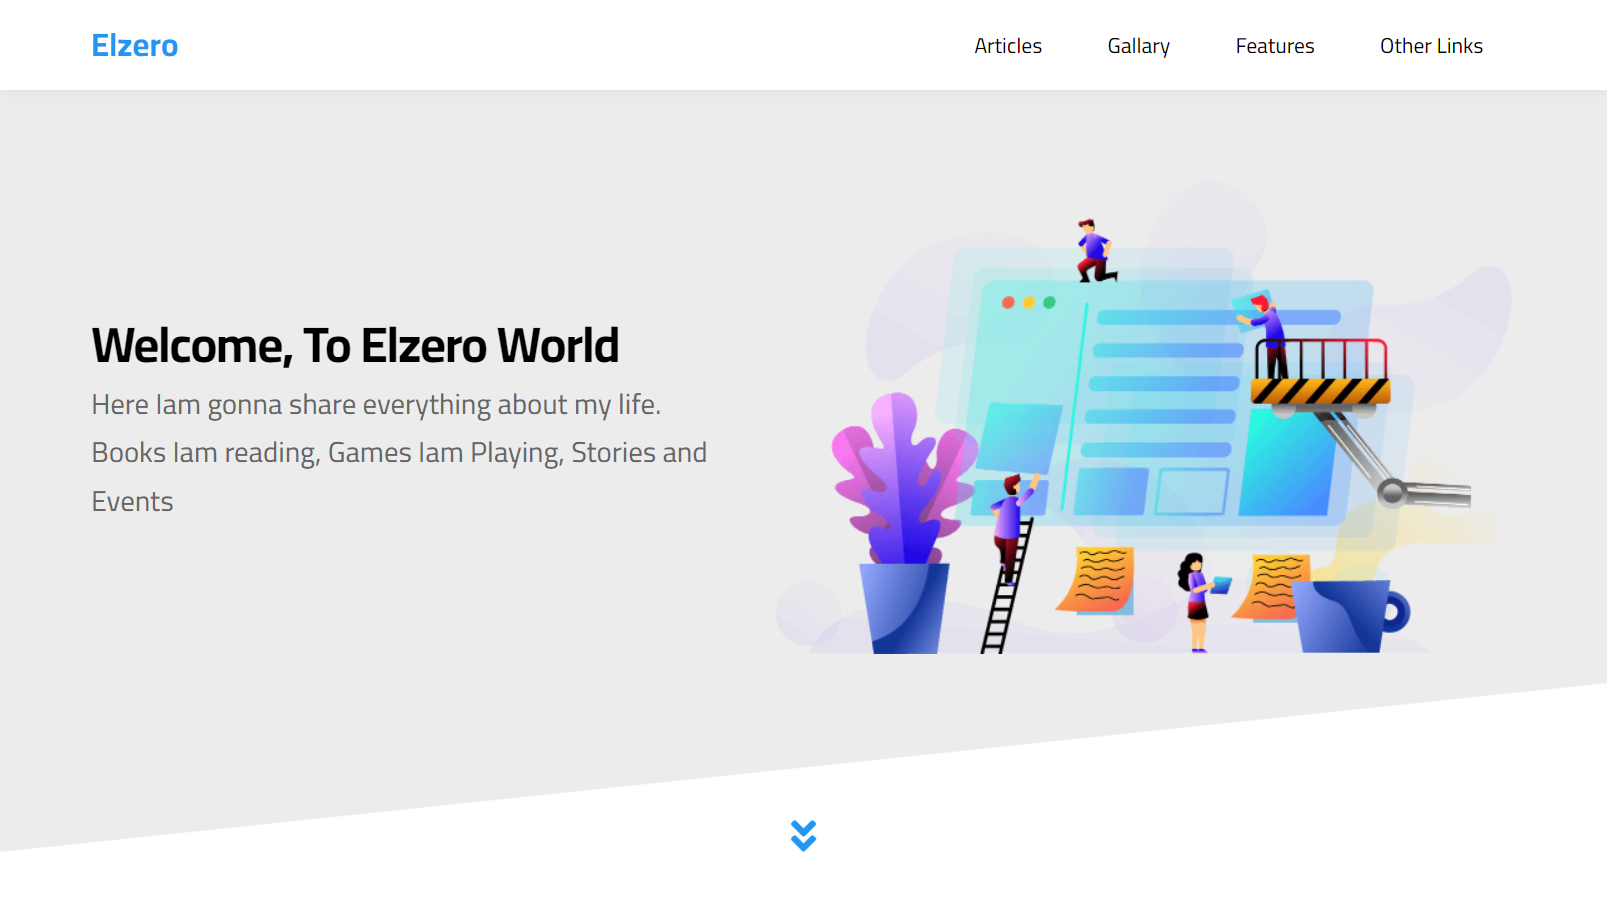 Elzero
Articles
Gallary
Features
Other Links
Welcome, To Elzero World
Here Iam gonna share everything about my life.
Books Iam reading, Games Iam Playing, Stories and
Events